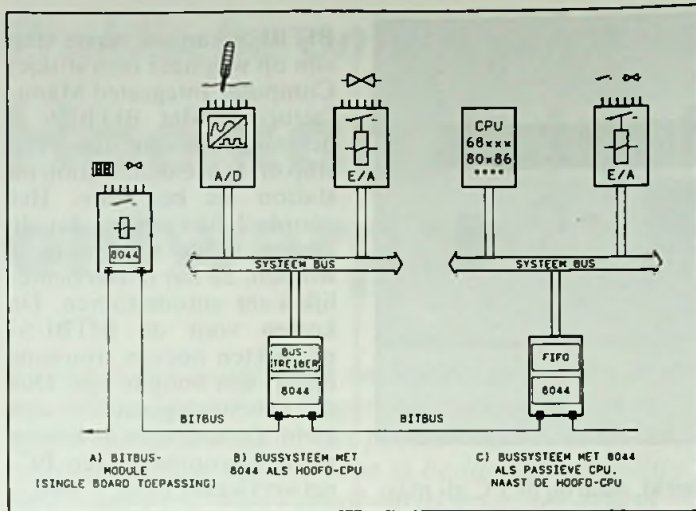 A/D
E/A
CPU
68xxx
80x86
****
E/A
8044
SYSTEEM BUS
SYSTEEM BUS
BUS-
TREIBER
8044
FIFO
8044
BITBUS
BITBUS
A) BITBUS-
MODULE
(SINGLE BOARD TOEPASSING)
B) BUSSYSTEEM MET
8044 ALS HOOFD-CPU
C) BUSSYSTEEM MET 8044
ALS PASSIEVE CPU.
NAAST DE HOOFD-CPU